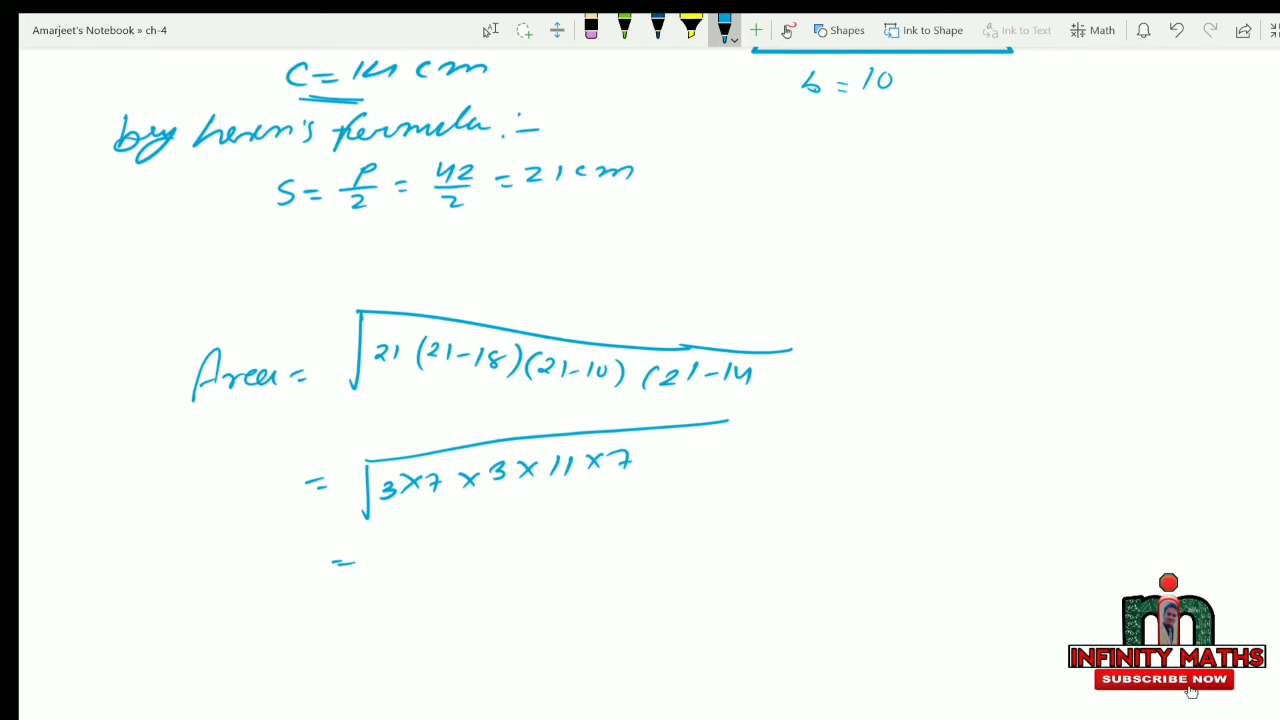 Amarjeet's Notebook » ch-4
Shapes Ink to Shape Ink to Text Math
c = 14 cm
b = 10
by heron's formula :-
S = P/2 = 42/2 = 21 cm
Area = √21 (21-18)(21-10) (21-14
= √3×7 × 3 × 11 × 7
=
INFINITY MATHS
SUBSCRIBE NOW